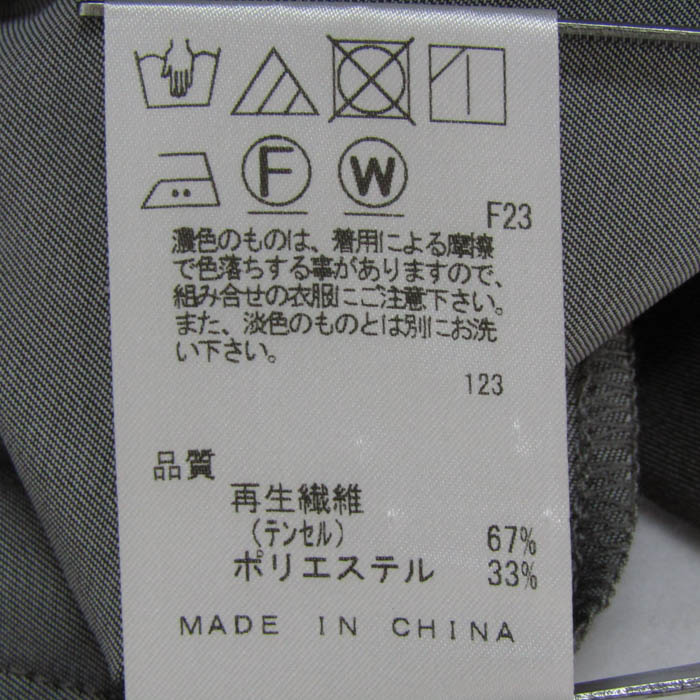 F W
F23
濃色のものは、着用による摩擦
で色落ちする事がありますので、
組み合せの衣服にご注意下さい。
また、淡色のものとは別にお洗
い下さい。
123
品質
再生繊維
(テンセル) 67%
ポリエステル 33%
MADE IN CHINA